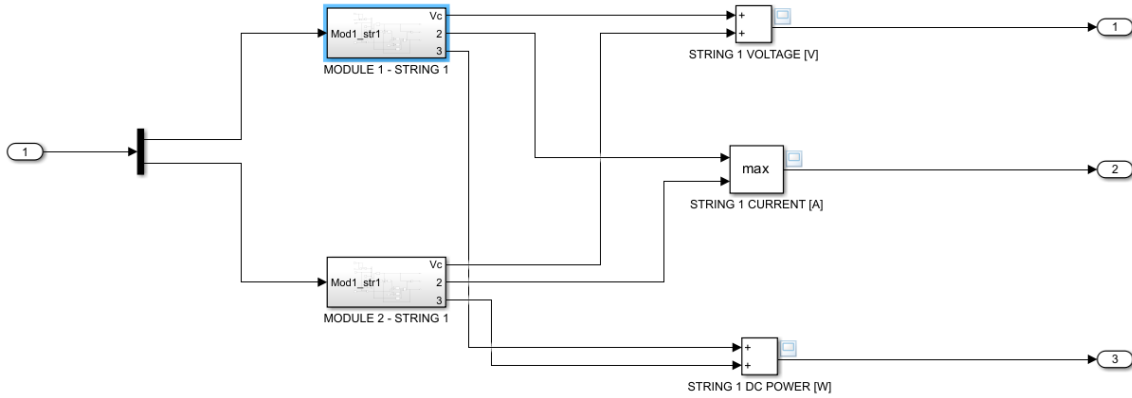 Vc
Mod1_str1
2
3
MODULE 1 - STRING 1
+
+
STRING 1 VOLTAGE [V]
1
1
max
STRING 1 CURRENT [A]
2
Vc
Mod1_str1
2
3
MODULE 2 - STRING 1
+
+
STRING 1 DC POWER [W]
3